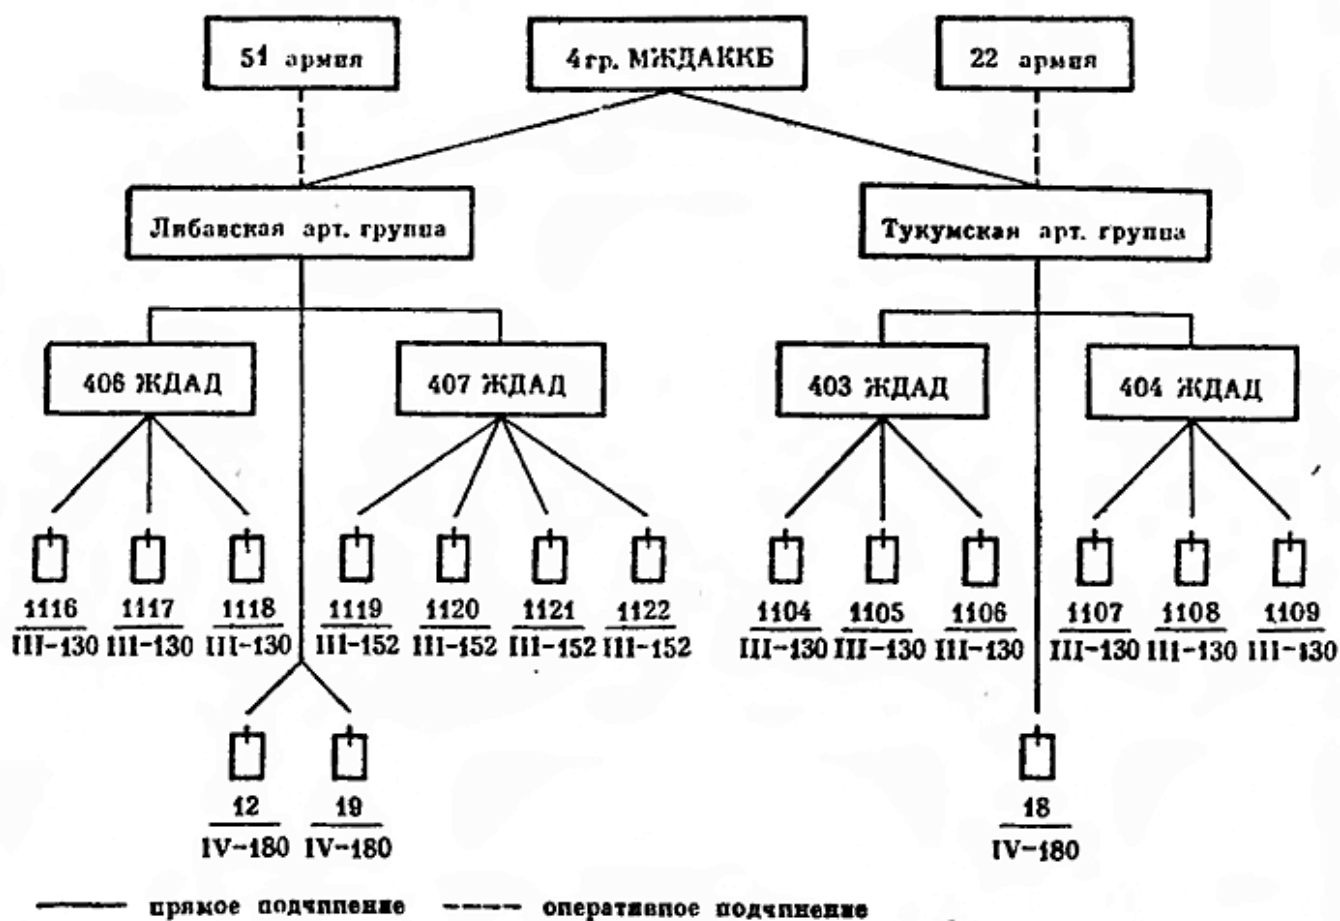 51 армия
4 гр. МЖДАККБ
22 армия
Либавская арт. группа
Тукумская арт. группа
406 ЖДАД
407 ЖДАД
403 ЖДАД
404 ЖДАД
1116 1117 1118 1119 1120 1121 1122 1104 1105 1106 1107 1108 1109
III-130 III-130 III-130 III-152 III-152 III-152 III-152 III-130 III-130 III-130 III-130 III-130 III-130
12 19 18
IV-180 IV-180 IV-180
прямое подчинение оперативное подчинение